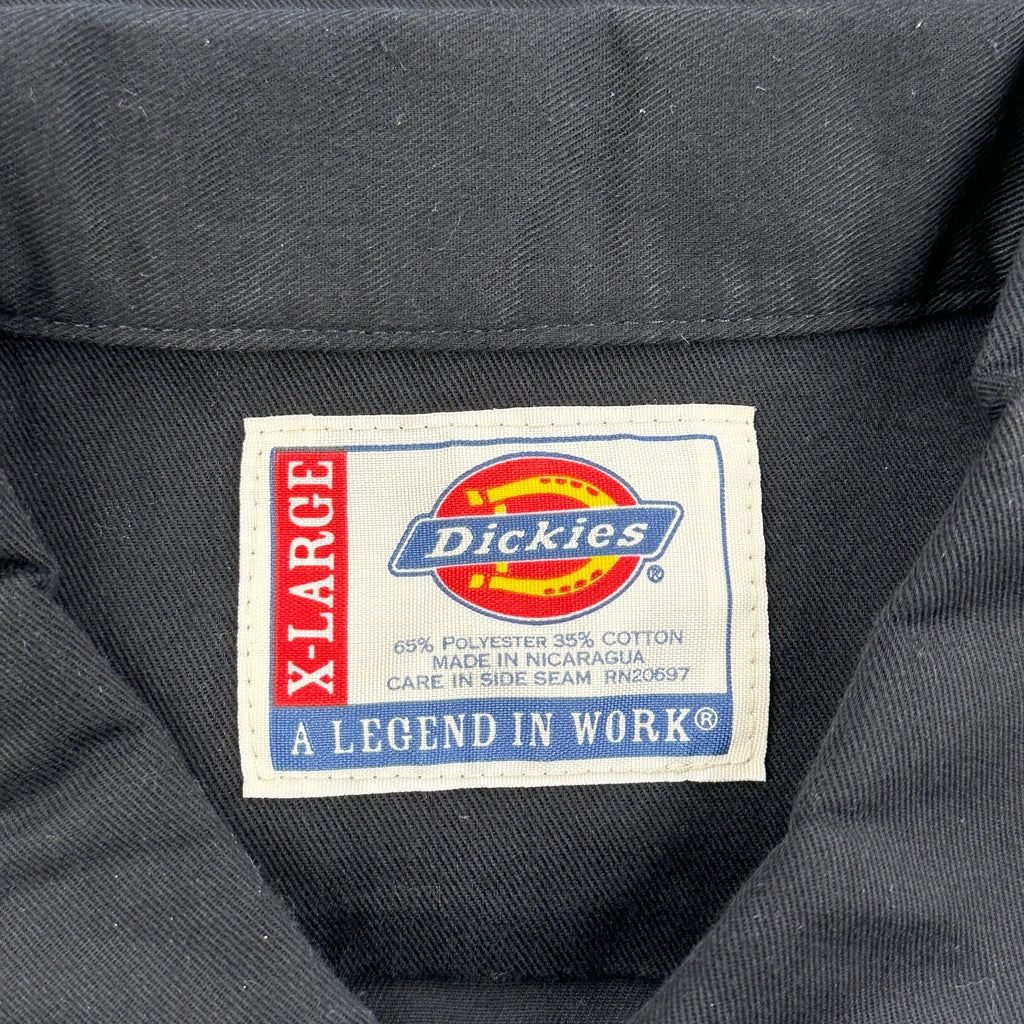 X-LARGE
Dickies®
65% POLYESTER 35% COTTON
MADE IN NICARAGUA
CARE IN SIDE SEAM RN20697
A LEGEND IN WORK®